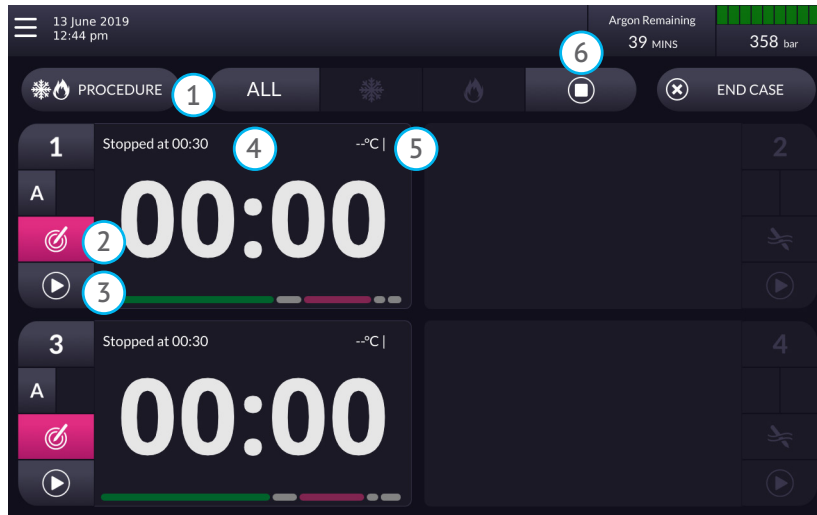 13 June 2019
12:44 pm
Argon Remaining
39 MINS
358 bar
6
PROCEDURE
1
ALL
END CASE
1
Stopped at 00:30
4
--ºC |
5
2
A
00:00
2
3
3
Stopped at 00:30
--ºC |
4
A
00:00